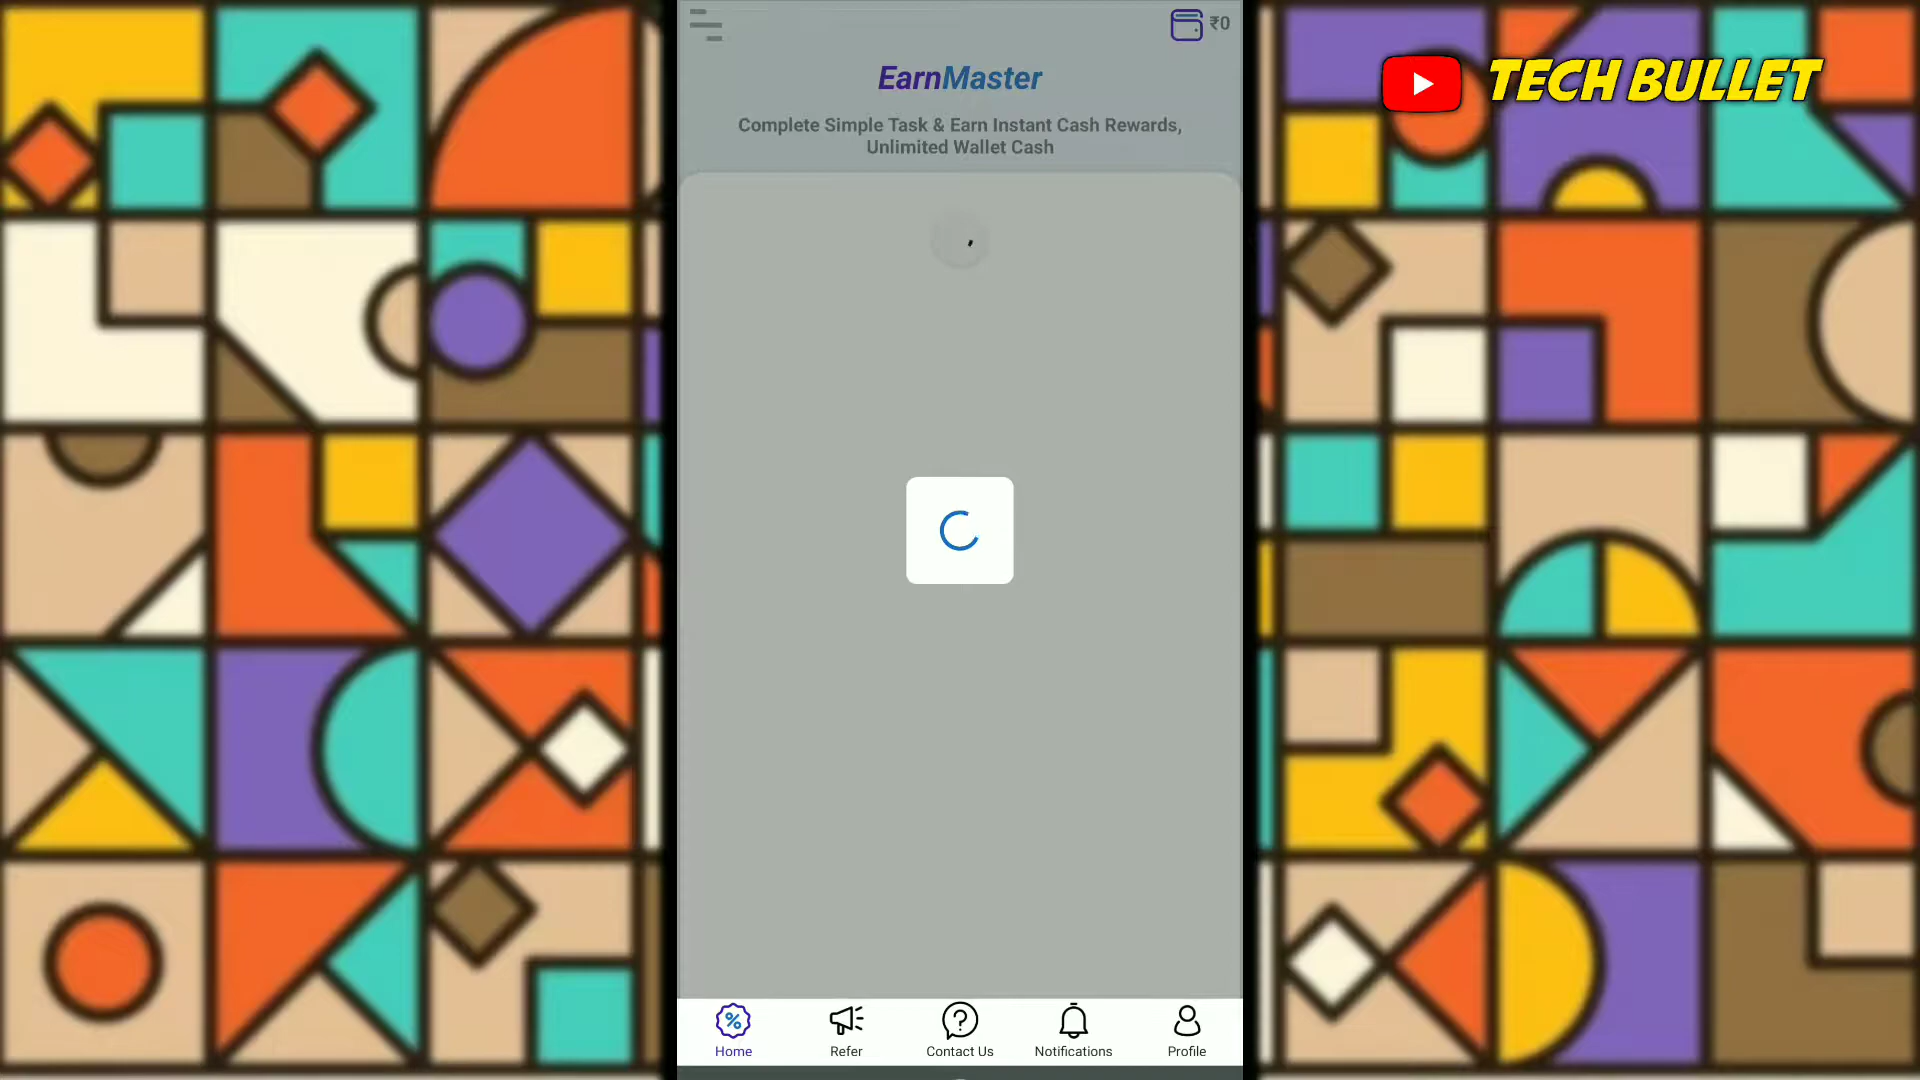 ₹0
TECH BULLET
EarnMaster
Complete Simple Task & Earn Instant Cash Rewards,
Unlimited Wallet Cash
Home
Refer
Contact Us
Notifications
Profile